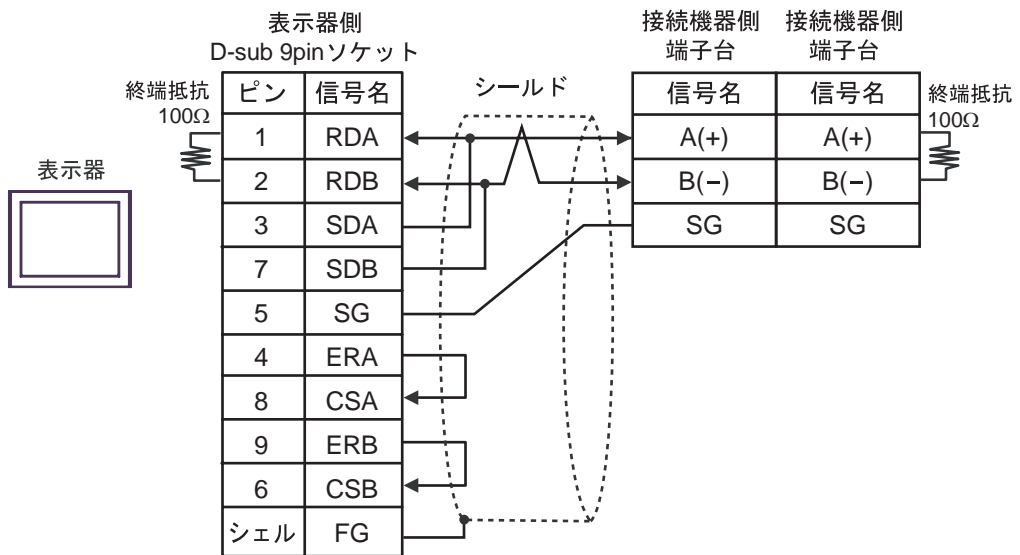 表示器側
D-sub 9pinソケット
終端抵抗
100Ω
表示器
ピン 信号名
1 RDA
2 RDB
3 SDA
7 SDB
5 SG
4 ERA
8 CSA
9 ERB
6 CSB
シェル FG
シールド
接続機器側 接続機器側
端子台 端子台
信号名 信号名
A(+) A(+)
B(−) B(−)
SG SG
終端抵抗
100Ω